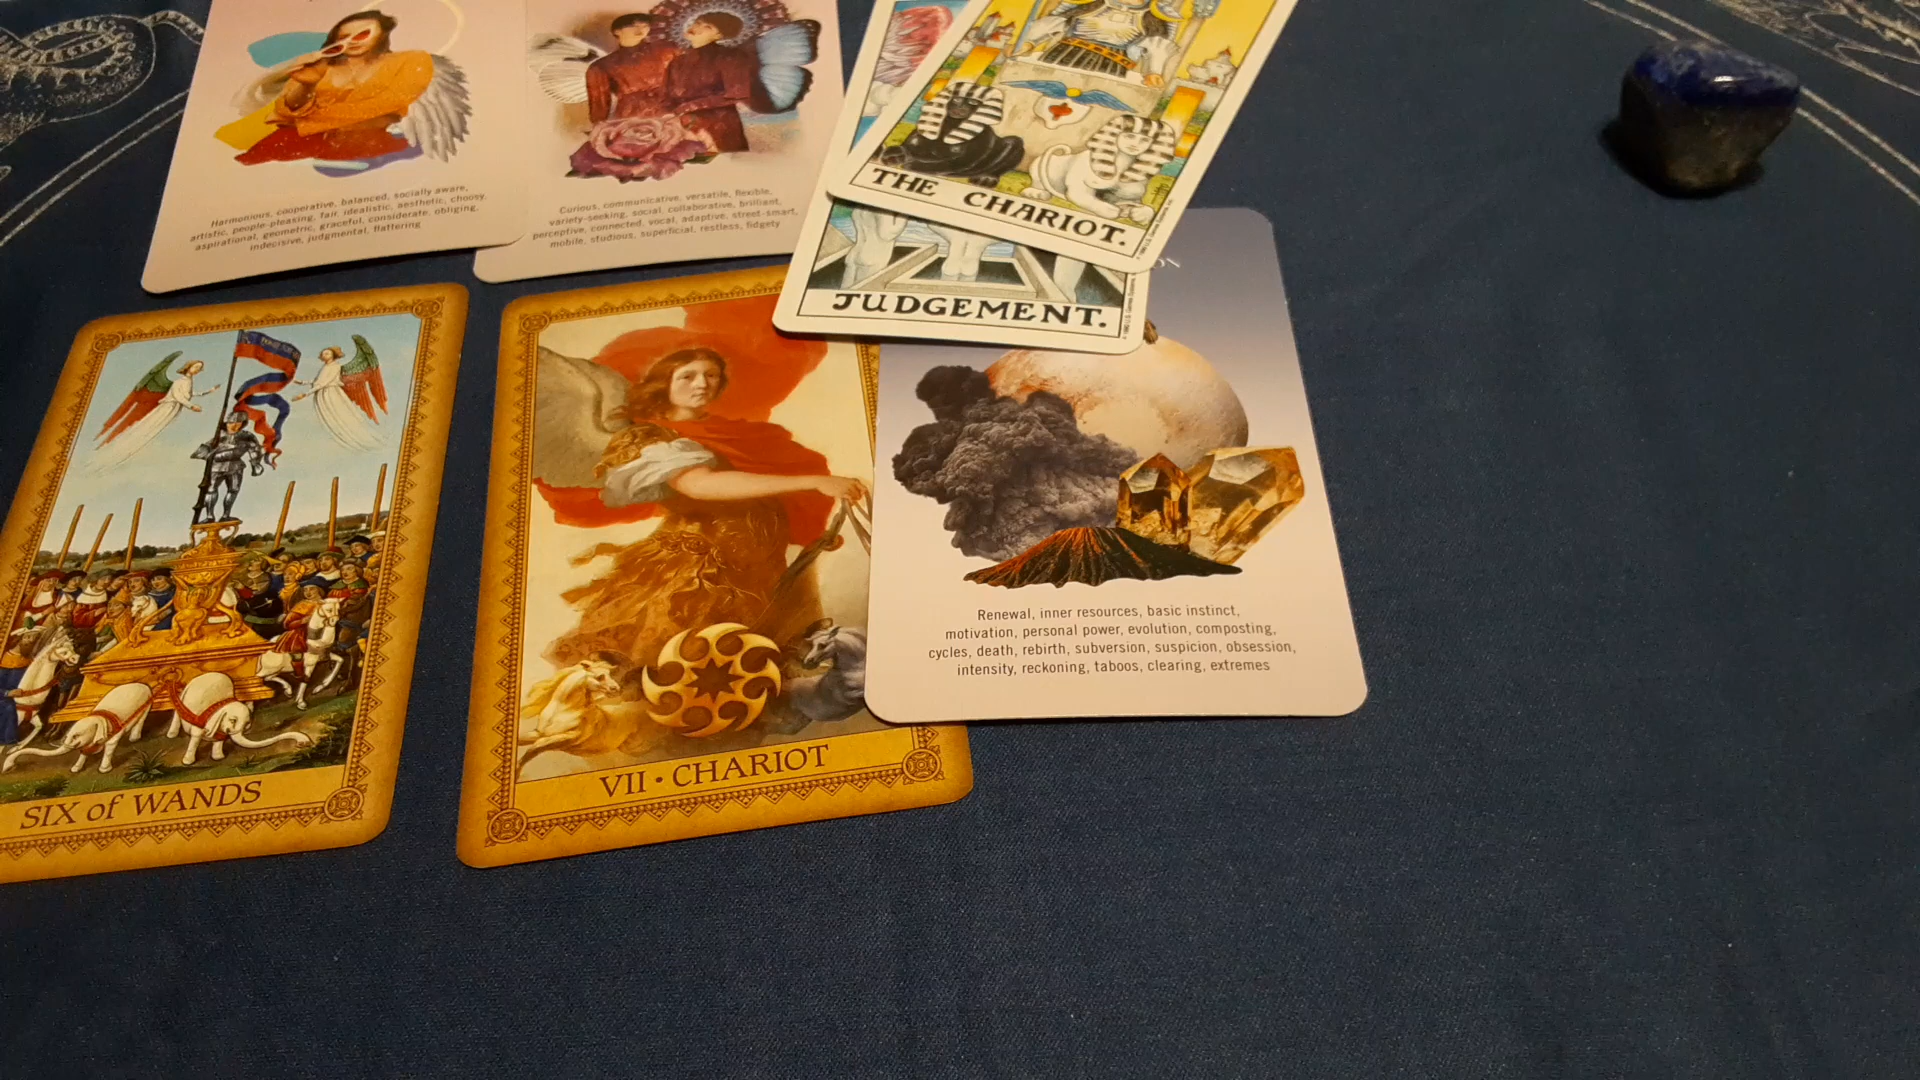 Harmonious, cooperative, balanced, socially aware,
artistic, people-pleasing, fair, idealistic, aesthetic, choosy,
aspirational, geometric, graceful, considerate, obliging,
indecisive, judgmental, flattering
Curious, communicative, versatile, flexible,
variety-seeking, social, collaborative, brilliant,
perceptive, connected, vocal, adaptive, street-smart,
mobile, studious, superficial, restless, fidgety
THE CHARIOT.
JUDGEMENT.
SIX of WANDS
VII • CHARIOT
Renewal, inner resources, basic instinct,
motivation, personal power, evolution, composting,
cycles, death, rebirth, subversion, suspicion, obsession,
intensity, reckoning, taboos, clearing, extremes